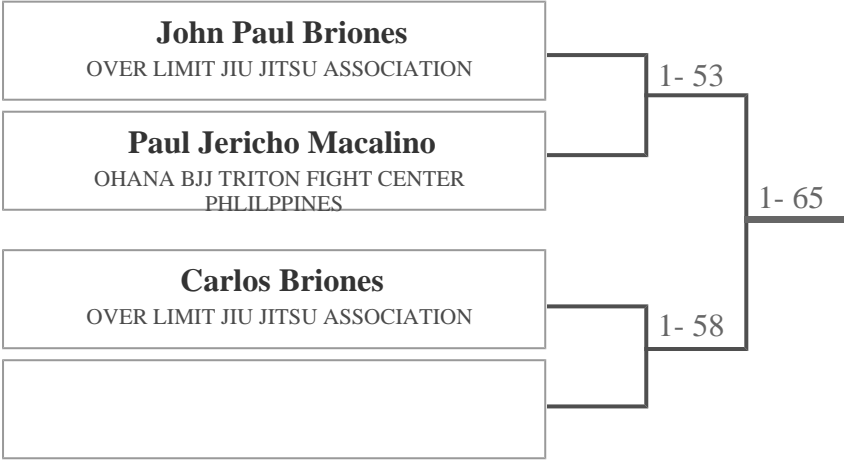 John Paul Briones
OVER LIMIT JIU JITSU ASSOCIATION
1- 53
Paul Jericho Macalino
OHANA BJJ TRITON FIGHT CENTER
PHLILPPINES
1- 65
Carlos Briones
OVER LIMIT JIU JITSU ASSOCIATION
1- 58